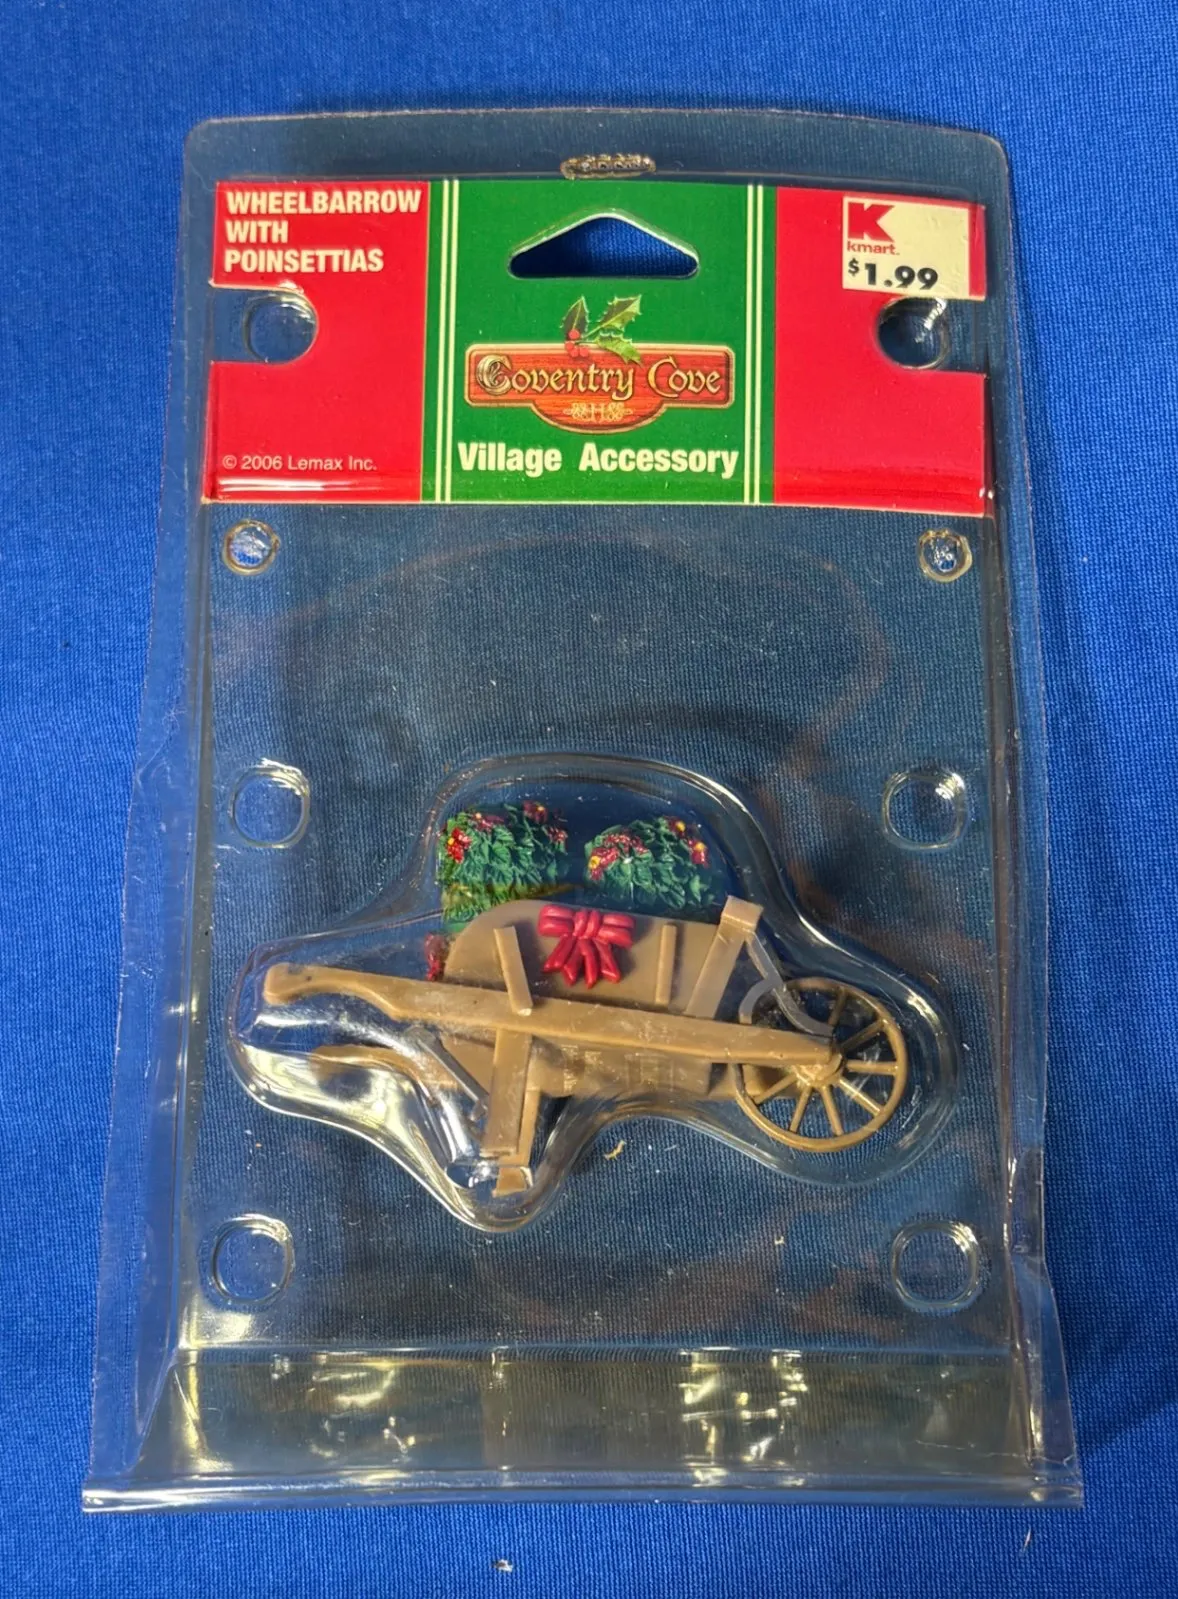 WHEELBARROW
WITH
POINSETTIAS
K
kmart.
$1.99
Coventry Cove
Village Accessory
© 2006 Lemax Inc.